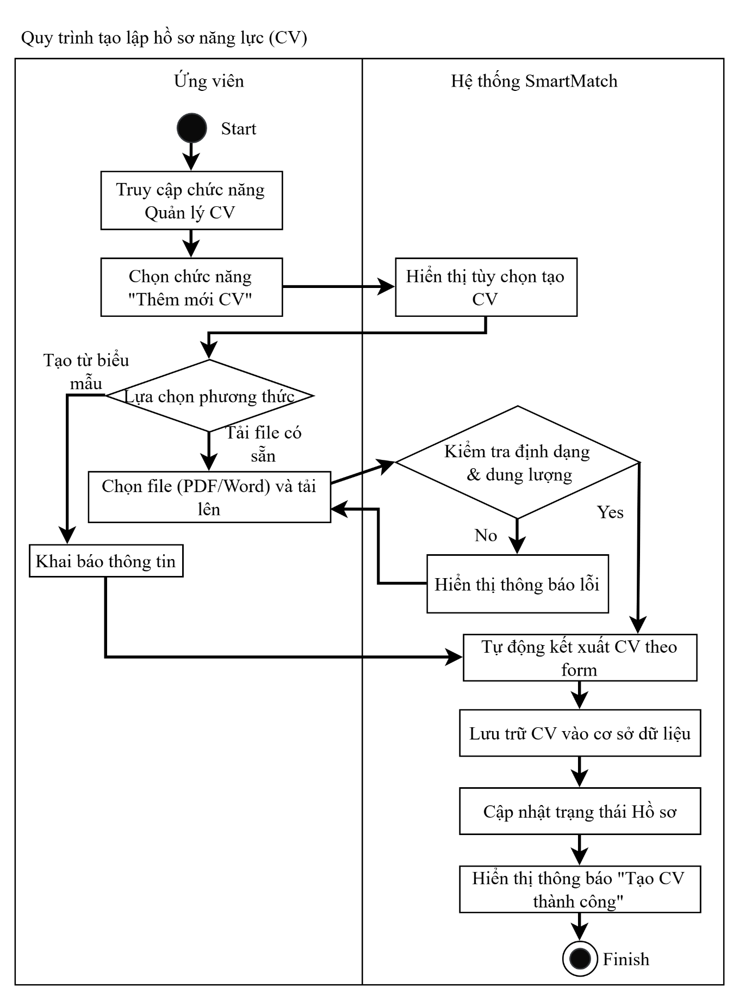 Quy trình tạo lập hồ sơ năng lực (CV)
Ứng viên
Hệ thống SmartMatch
Start
Truy cập chức năng
Quản lý CV
Chọn chức năng
"Thêm mới CV"
Hiển thị tùy chọn tạo
CV
Tạo từ biểu
mẫu
Lựa chọn phương thức
Tải file có
sẵn
Kiểm tra định dạng
& dung lượng
Chọn file (PDF/Word) và tải
lên
Yes
No
Khai báo thông tin
Hiển thị thông báo lỗi
Tự động kết xuất CV theo
form
Lưu trữ CV vào cơ sở dữ liệu
Cập nhật trạng thái Hồ sơ
Hiển thị thông báo "Tạo CV
thành công"
Finish